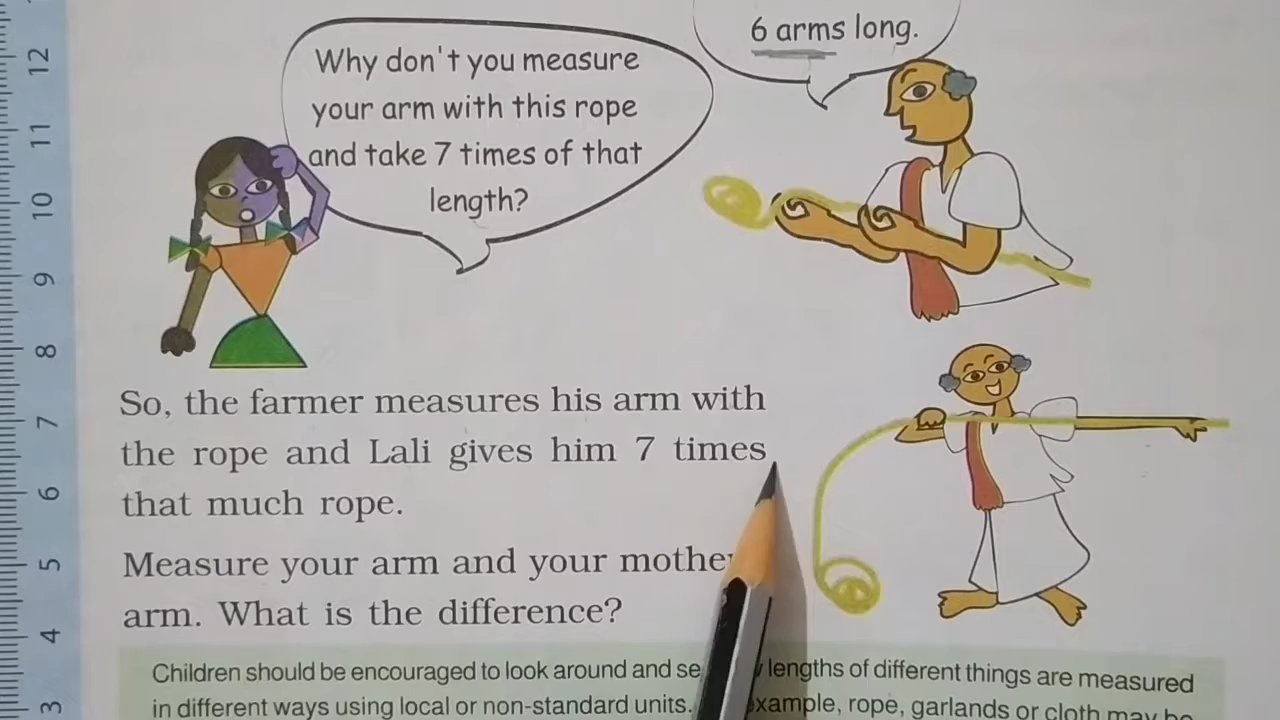 6 arms long.
Why don't you measure
your arm with this rope
and take 7 times of that
length?
So, the farmer measures his arm with
the rope and Lali gives him 7 times
that much rope.
Measure your arm and your
arm. What is the difference?
Children should be encouraged to look around and lengths of different things are measured
in different ways using local or non-standard units. rope, garlands or cloth may be
12
11
10
9
8
7
6
5
4
3